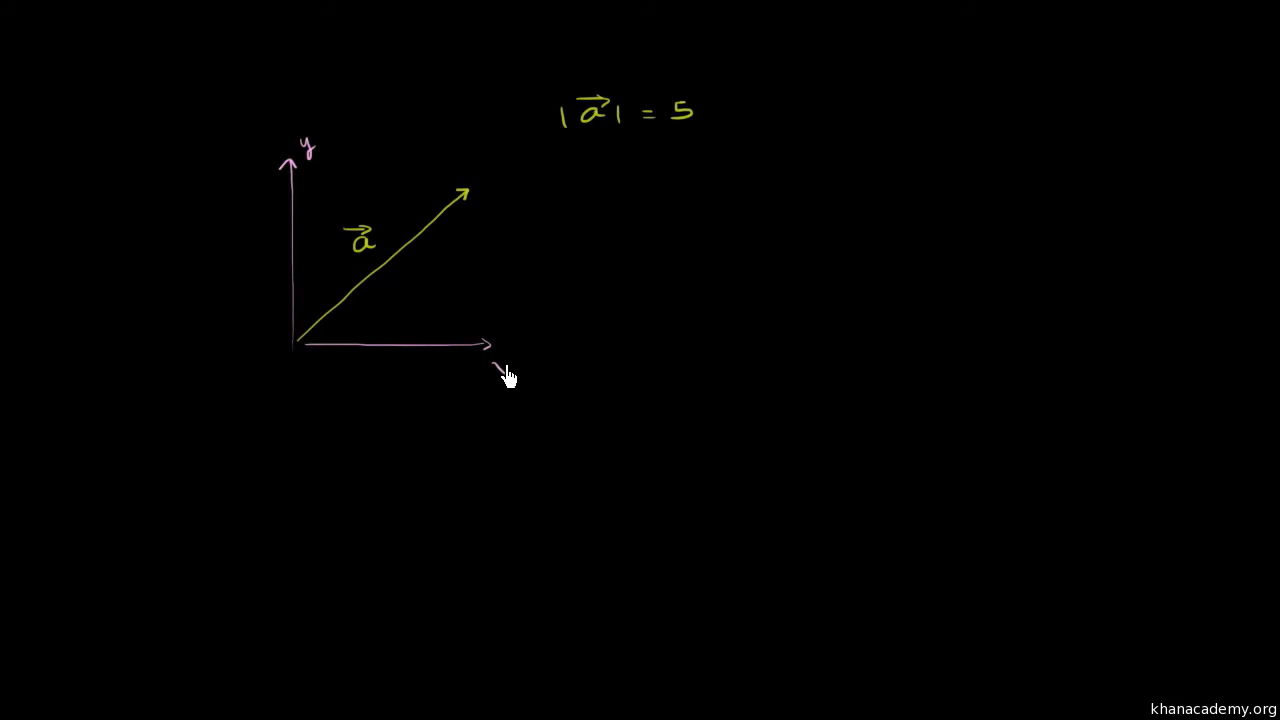 |a⃗| = 5
y
a⃗
khanacademy.org